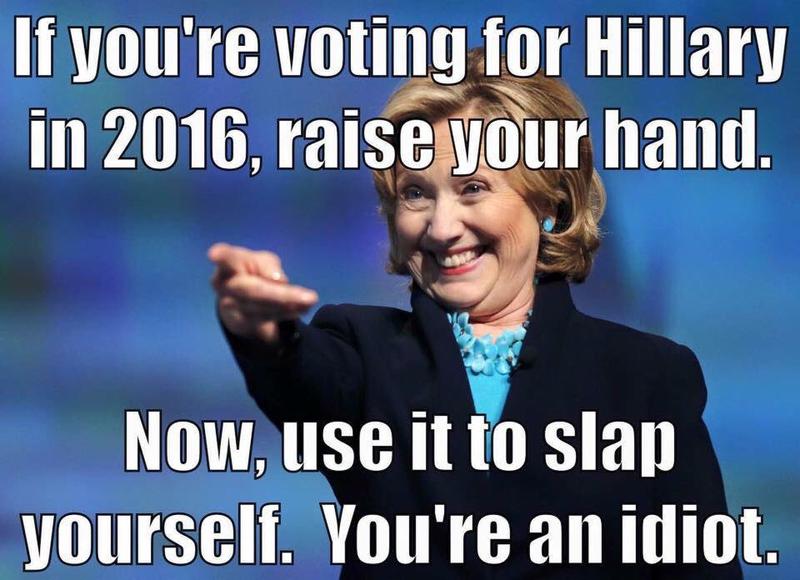 If you're voting for Hillary
in 2016, raise your hand.
Now, use it to slap
yourself.  You're an idiot.